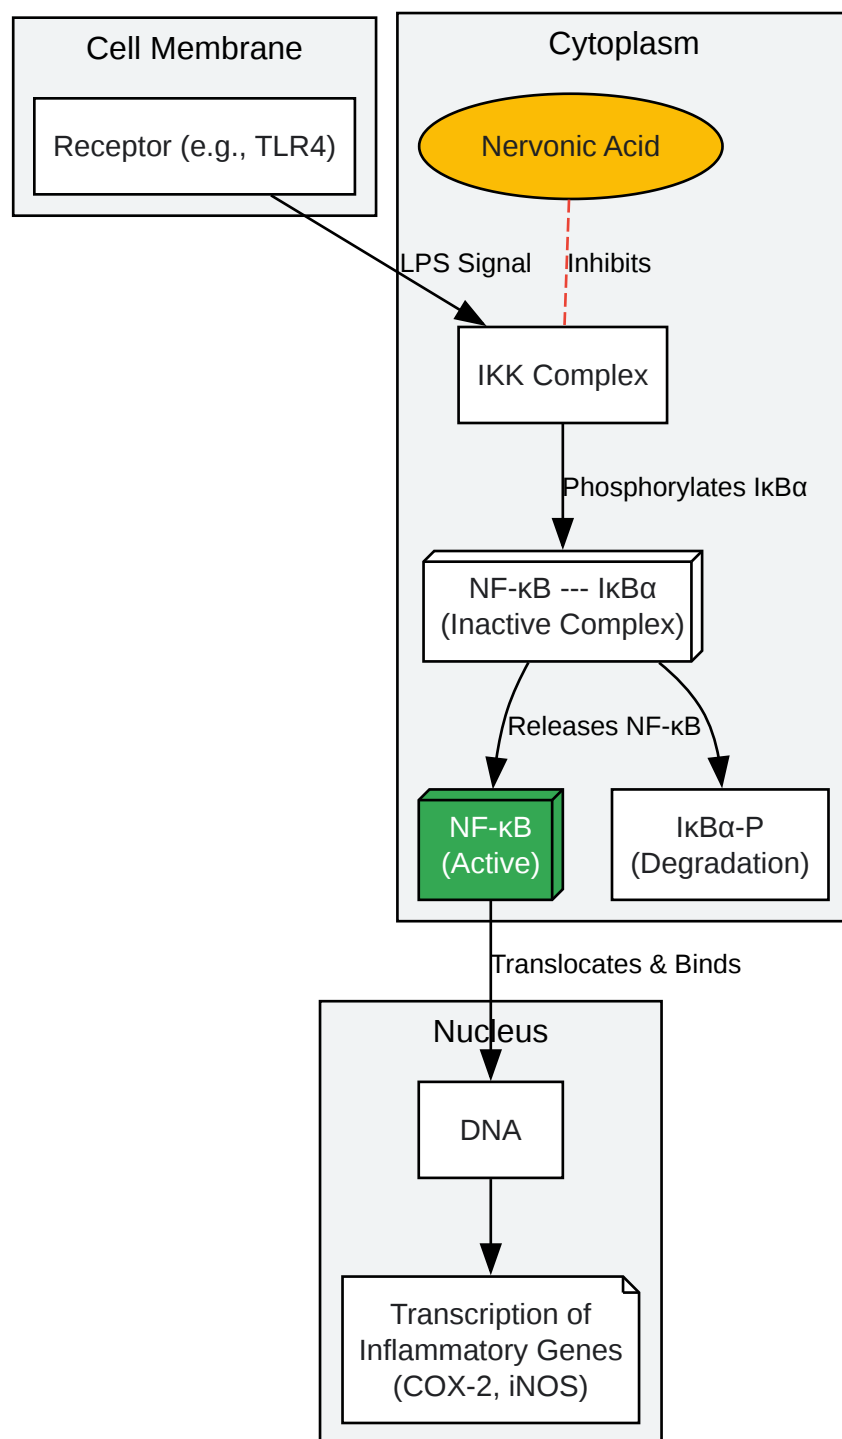 Cell Membrane
Receptor (e.g., TLR4)
Cytoplasm
Nervonic Acid
LPS Signal
Inhibits
IKK Complex
Phosphorylates IκBα
NF-κB --- IκBα
(Inactive Complex)
Releases NF-κB
NF-κB
(Active)
IκBα-P
(Degradation)
Translocates & Binds
Nucleus
DNA
Transcription of
Inflammatory Genes
(COX-2, iNOS)